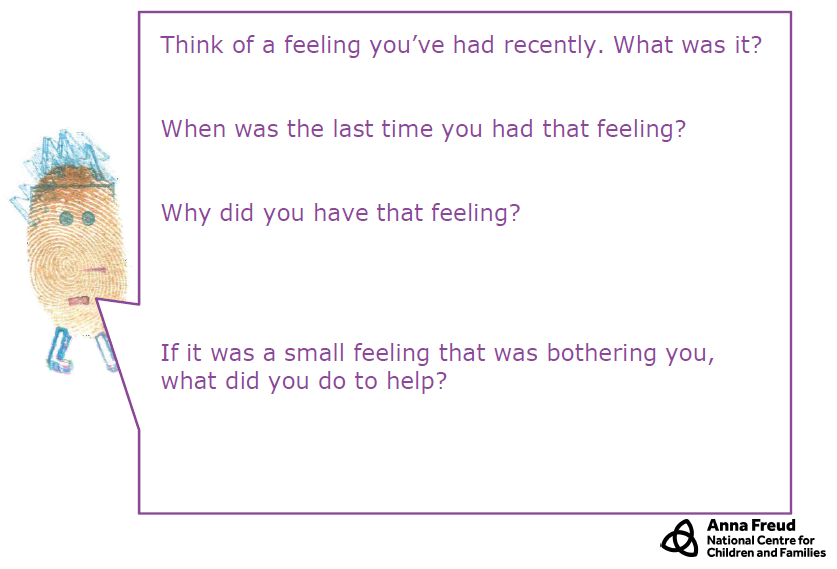 Think of a feeling you’ve had recently. What was it?
When was the last time you had that feeling?
Why did you have that feeling?
If it was a small feeling that was bothering you,
what did you do to help?
Anna Freud
National Centre for
Children and Families